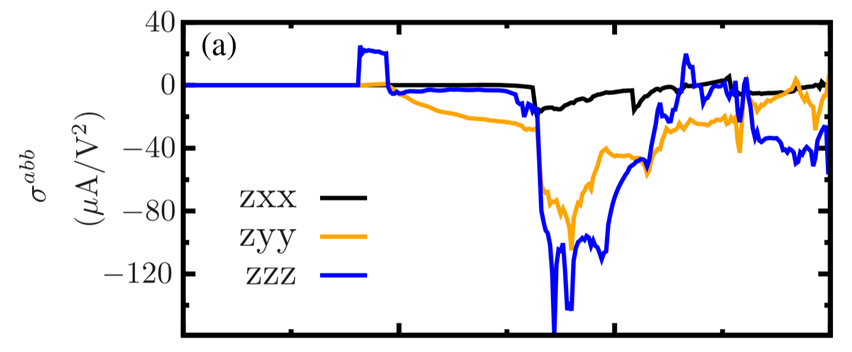 40
(a)
0
−40
−80
−120
σ^{abb}
(μA/V²)
zxx
zyy
zzz